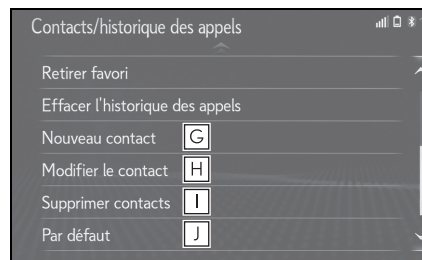 Contacts/historique des appels
Retirer favori
Effacer l'historique des appels
Nouveau contact G
Modifier le contact H
Supprimer contacts I
Par défaut J